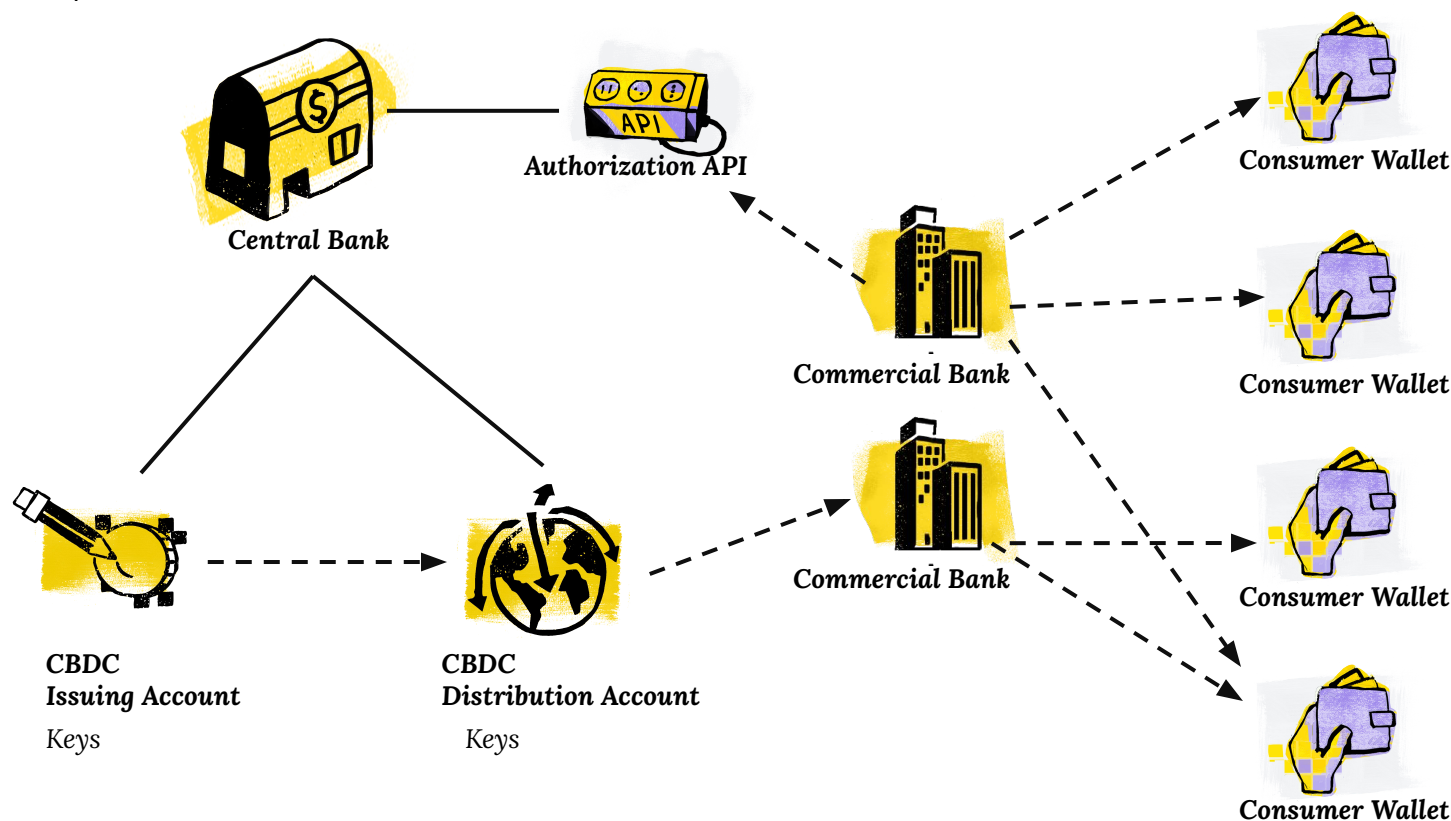 $
API
Authorization API
Central Bank
Commercial Bank
Commercial Bank
Consumer Wallet
Consumer Wallet
Consumer Wallet
Consumer Wallet
CBDC
Issuing Account
Keys
CBDC
Distribution Account
Keys